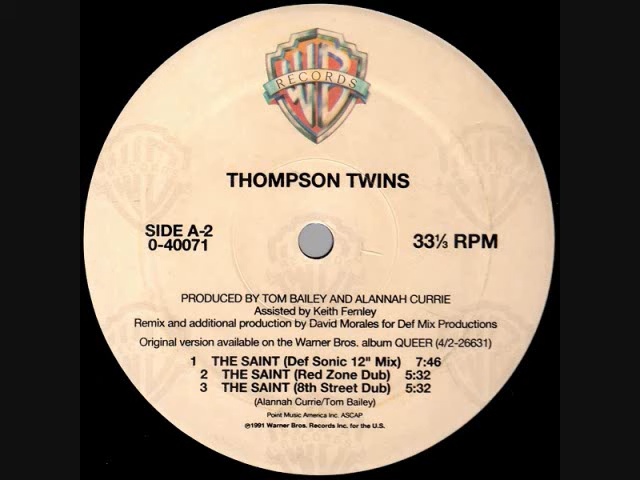 WB
RECORDS
THOMPSON TWINS
SIDE A-2
0-40071
33⅓ RPM
PRODUCED BY TOM BAILEY AND ALANNAH CURRIE
Assisted by Keith Fernley
Remix and additional production by David Morales for Def Mix Productions
Original version available on the Warner Bros. album QUEER (4/2-26631)
1 THE SAINT (Def Sonic 12" Mix) 7:46
2 THE SAINT (Red Zone Dub) 5:32
3 THE SAINT (8th Street Dub) 5:32
(Alannah Currie/Tom Bailey)
Point Music America Inc. ASCAP
℗1991 Warner Bros. Records Inc. for the U.S.